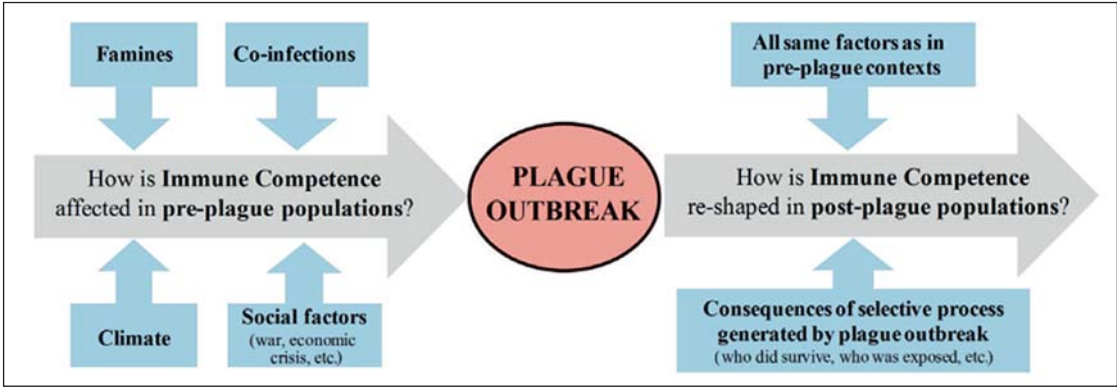 Famines
Co-infections
How is Immune Competence
affected in pre-plague populations?
Climate
Social factors
(war, economic
crisis, etc.)
PLAGUE
OUTBREAK
All same factors as in
pre-plague contexts
How is Immune Competence
re-shaped in post-plague populations?
Consequences of selective process
generated by plague outbreak
(who did survive, who was exposed, etc.)